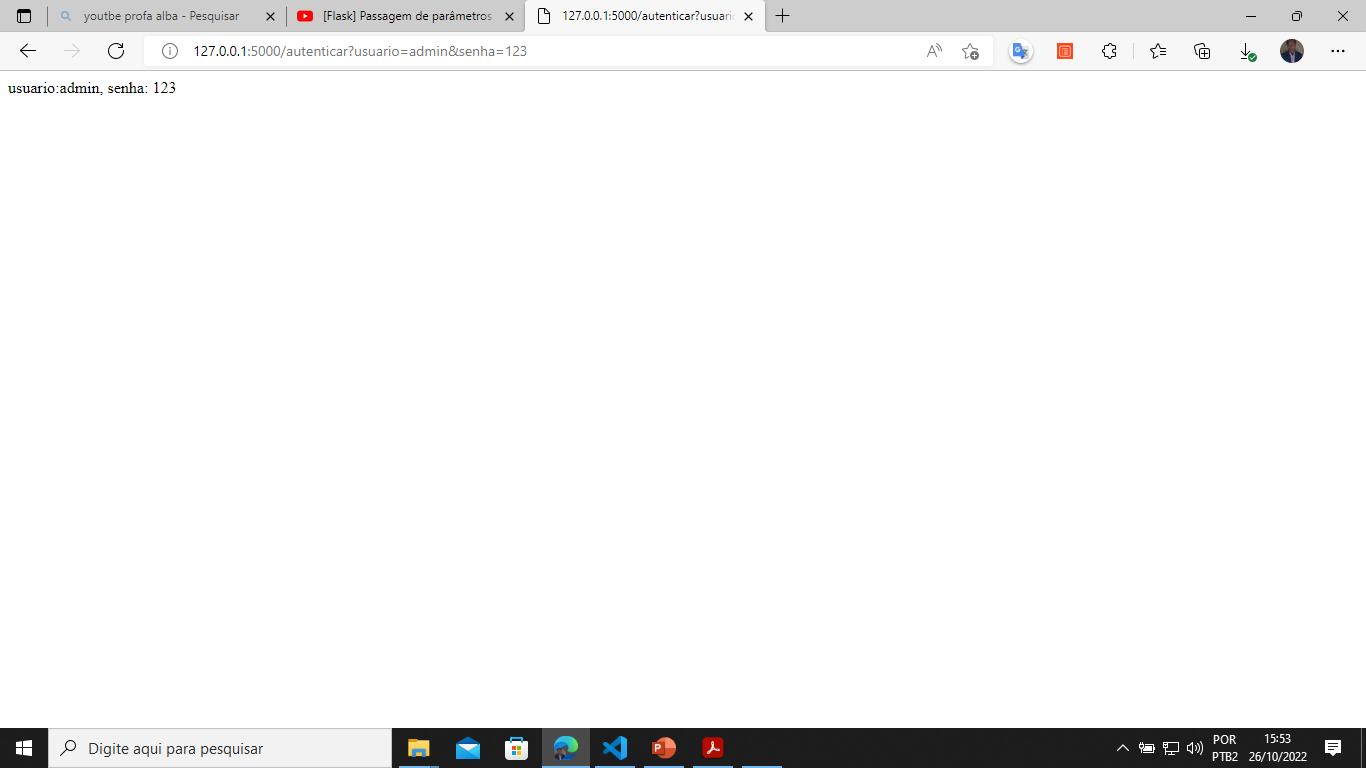 youtbe profa alba - Pesquisar
[Flask] Passagem de parâmetros
127.0.0.1:5000/autenticar?usuari
127.0.0.1:5000/autenticar?usuario=admin&senha=123
usuario:admin, senha: 123
Digite aqui para pesquisar
POR
PTB2
15:53
26/10/2022